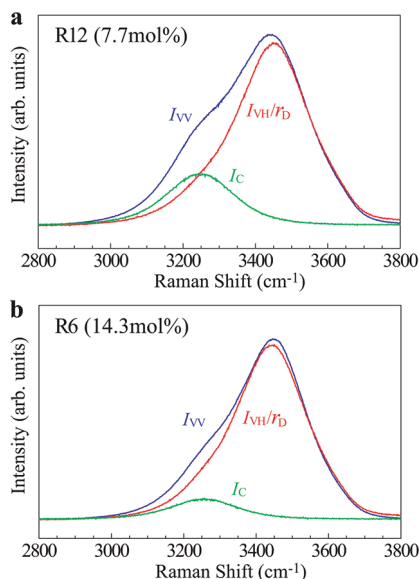 a
R12 (7.7mol%)
Intensity (arb. units)
IVV
IVH/rD
IC
2800 3000 3200 3400 3600 3800
Raman Shift (cm-1)
b
R6 (14.3mol%)
Intensity (arb. units)
IVV
IVH/rD
IC
2800 3000 3200 3400 3600 3800
Raman Shift (cm-1)